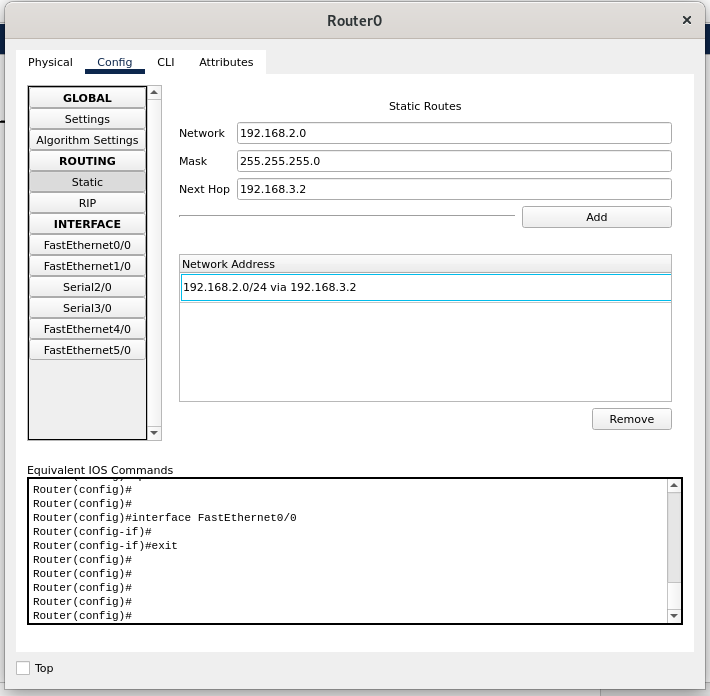 Router0
Physical Config CLI Attributes
GLOBAL
Settings
Algorithm Settings
ROUTING
Static
RIP
INTERFACE
FastEthernet0/0
FastEthernet1/0
Serial2/0
Serial3/0
FastEthernet4/0
FastEthernet5/0
Static Routes
Network 192.168.2.0
Mask 255.255.255.0
Next Hop 192.168.3.2
Add
Network Address
192.168.2.0/24 via 192.168.3.2
Remove
Equivalent IOS Commands
Router(config)#
Router(config)#
Router(config)#interface FastEthernet0/0
Router(config-if)#
Router(config-if)#exit
Router(config)#
Router(config)#
Router(config)#
Router(config)#
Router(config)#
Top